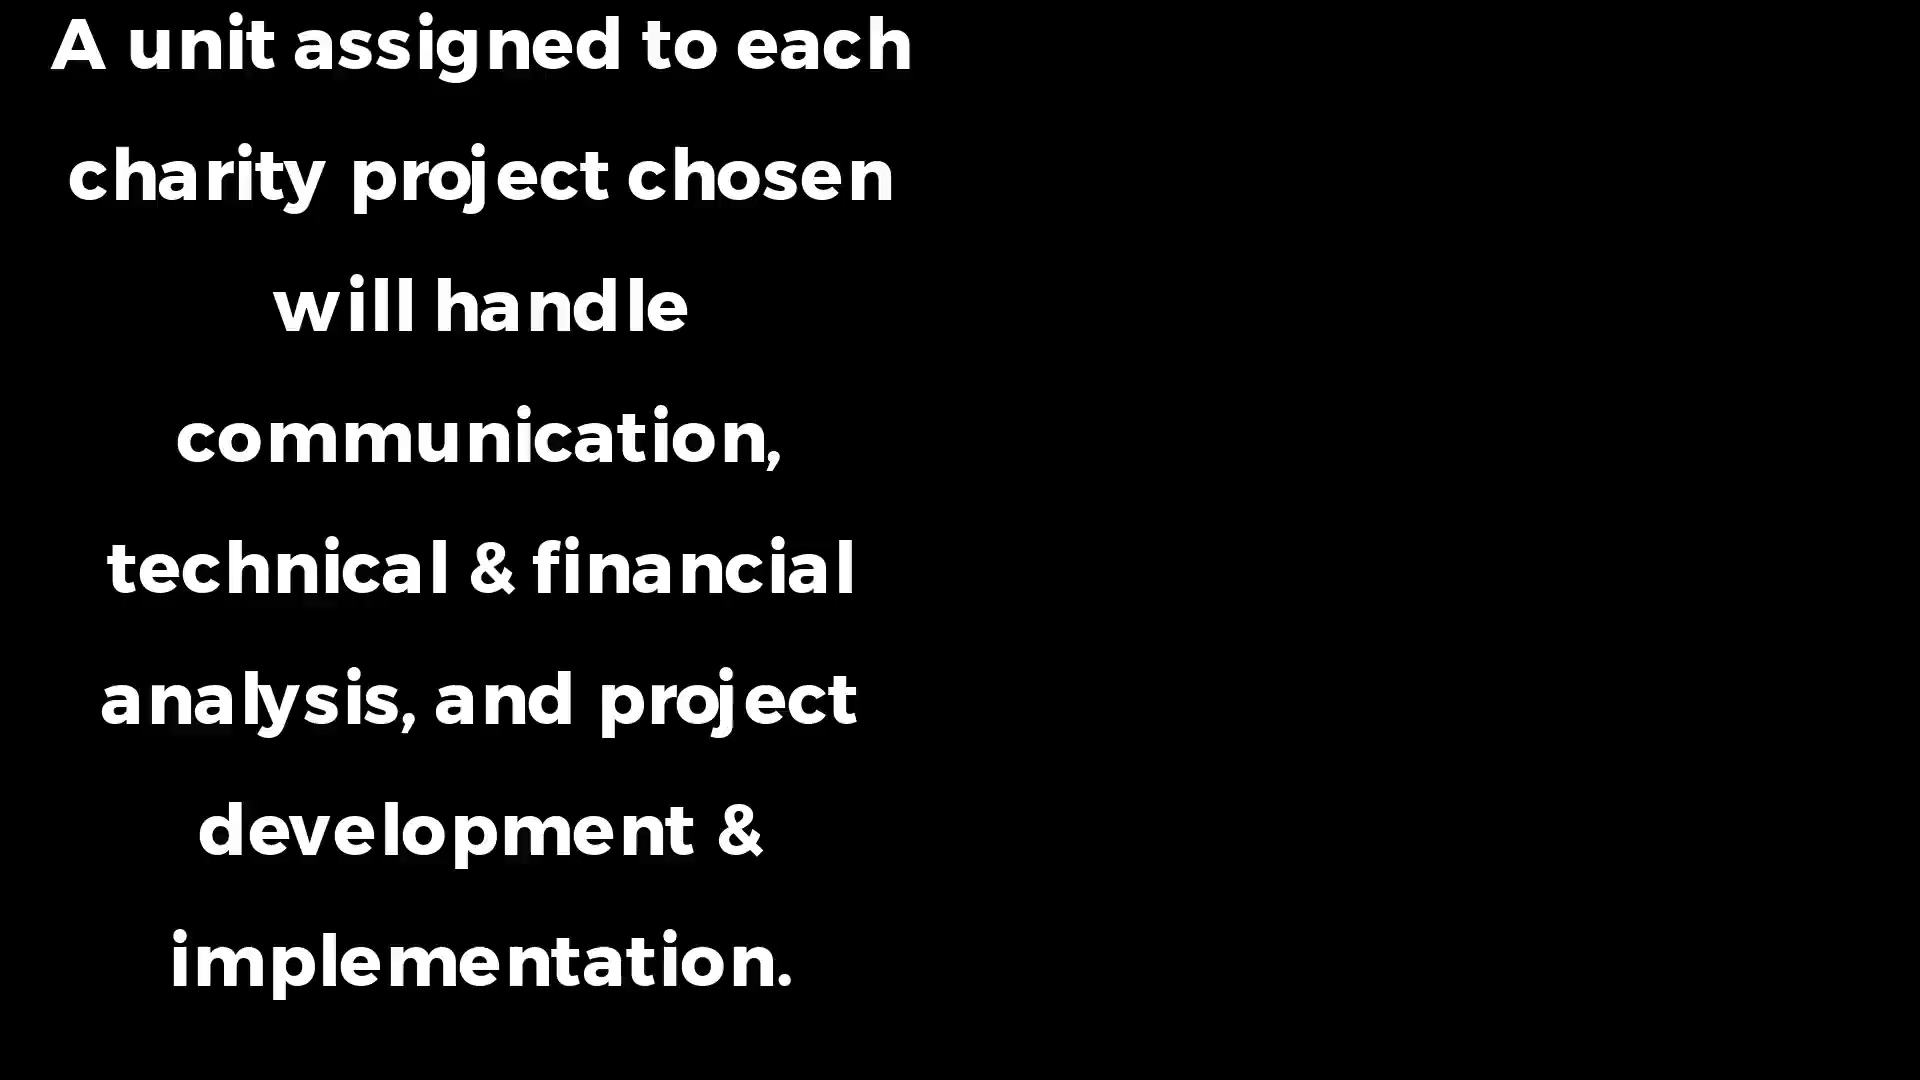 A unit assigned to each
charity project chosen
will handle
communication,
technical & financial
analysis, and project
development &
implementation.